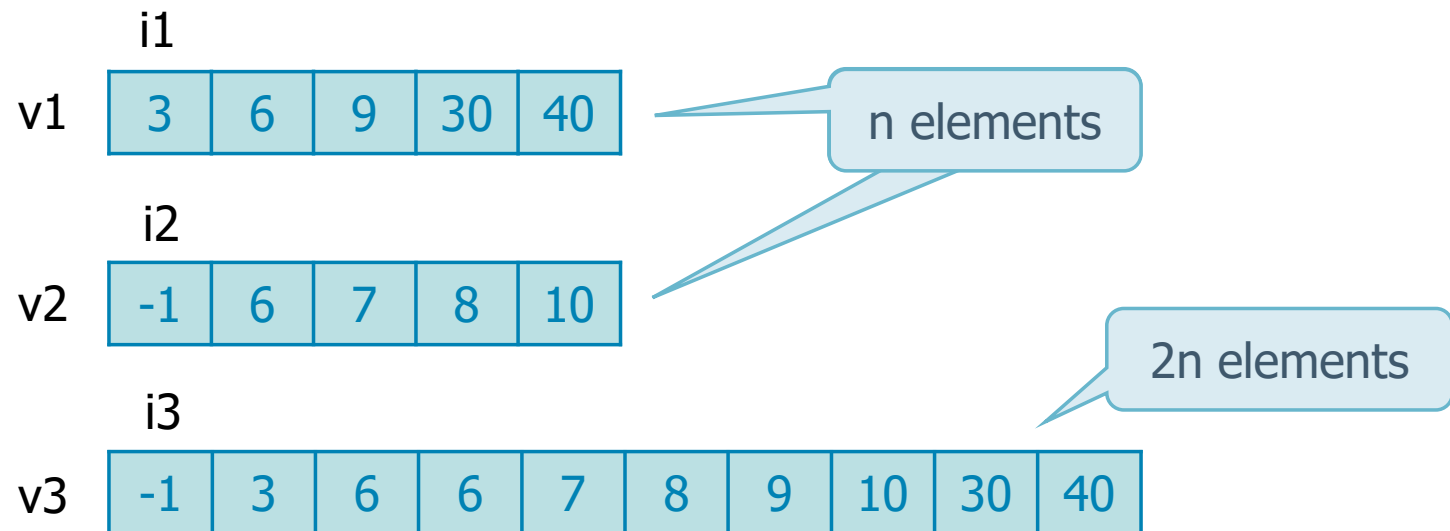 i1
v1 3 6 9 30 40
n elements
i2
v2 -1 6 7 8 10
2n elements
i3
v3 -1 3 6 6 7 8 9 10 30 40